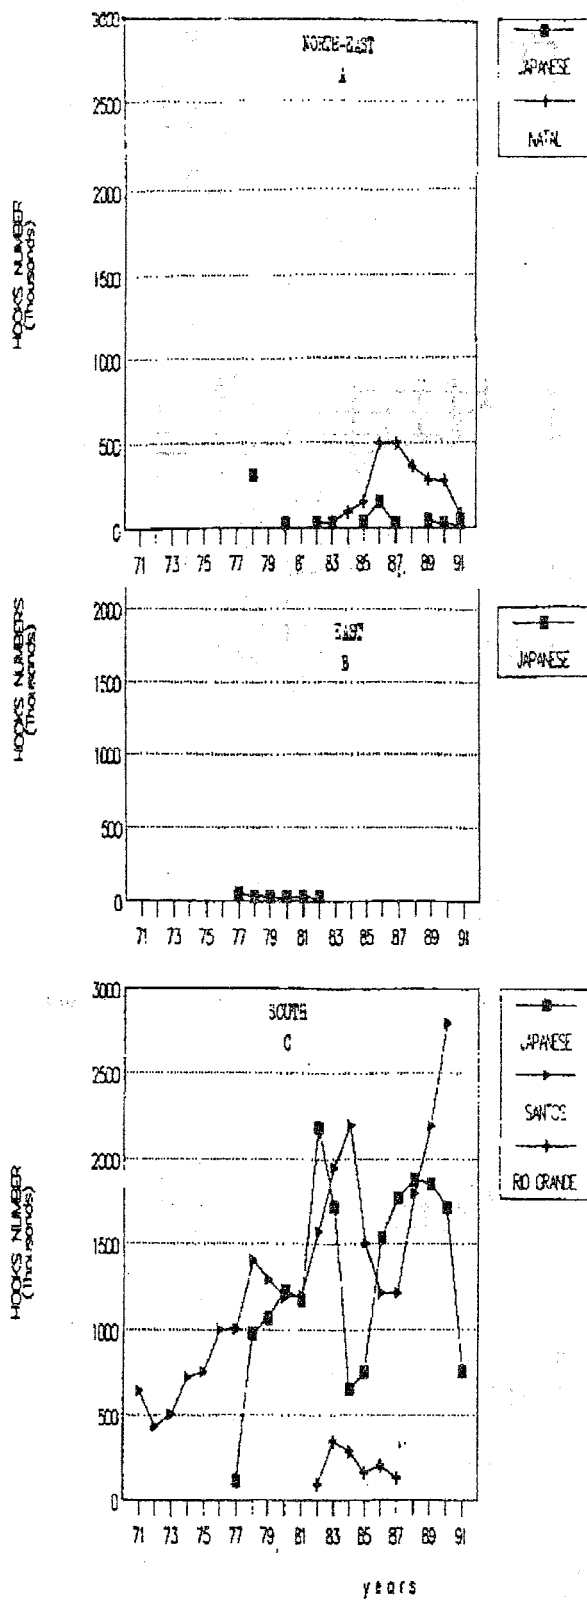 3000
NORTH-EAST
A
2500
2000
1500
1000
500
0
HOOKS NUMBER
(Thousands)
71 73 75 77 79 81 83 85 87 89 91
JAPANESE
NATAL
2000
EAST
B
1500
1000
500
0
HOOKS NUMBERS
(Thousands)
71 73 75 77 79 81 83 85 87 89 91
JAPANESE
3000
SOUTH
C
2500
2000
1500
1000
500
0
HOOKS NUMBER
(Thousands)
71 73 75 77 79 81 83 85 87 89 91
years
JAPANESE
SANTOS
RIO GRANDE